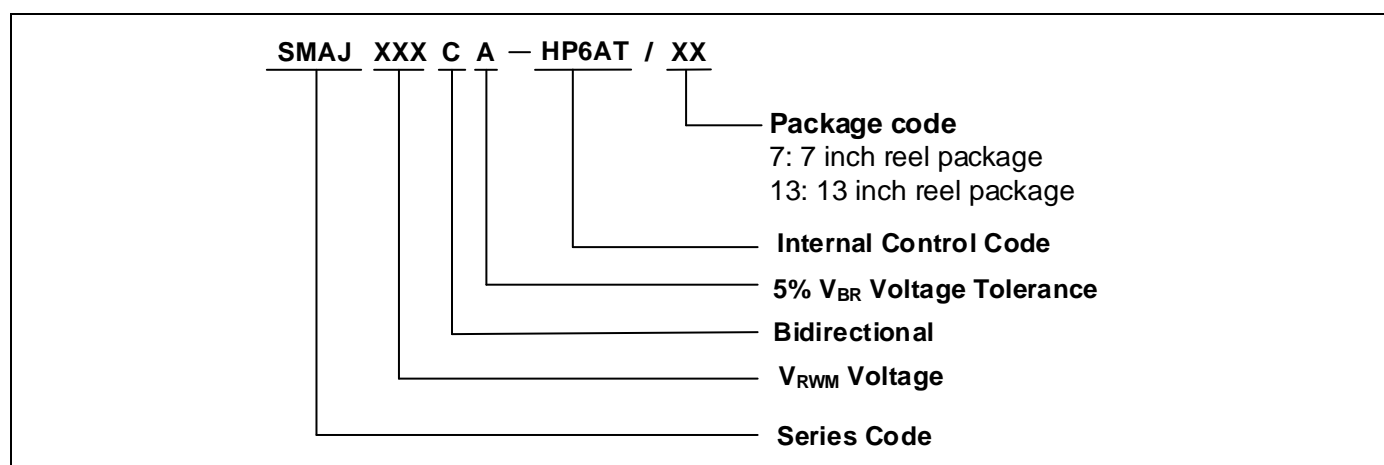 SMAJ XXX C A — HP6AT / XX
Package code
7: 7 inch reel package
13: 13 inch reel package
Internal Control Code
5% VBR Voltage Tolerance
Bidirectional
VRWM Voltage
Series Code